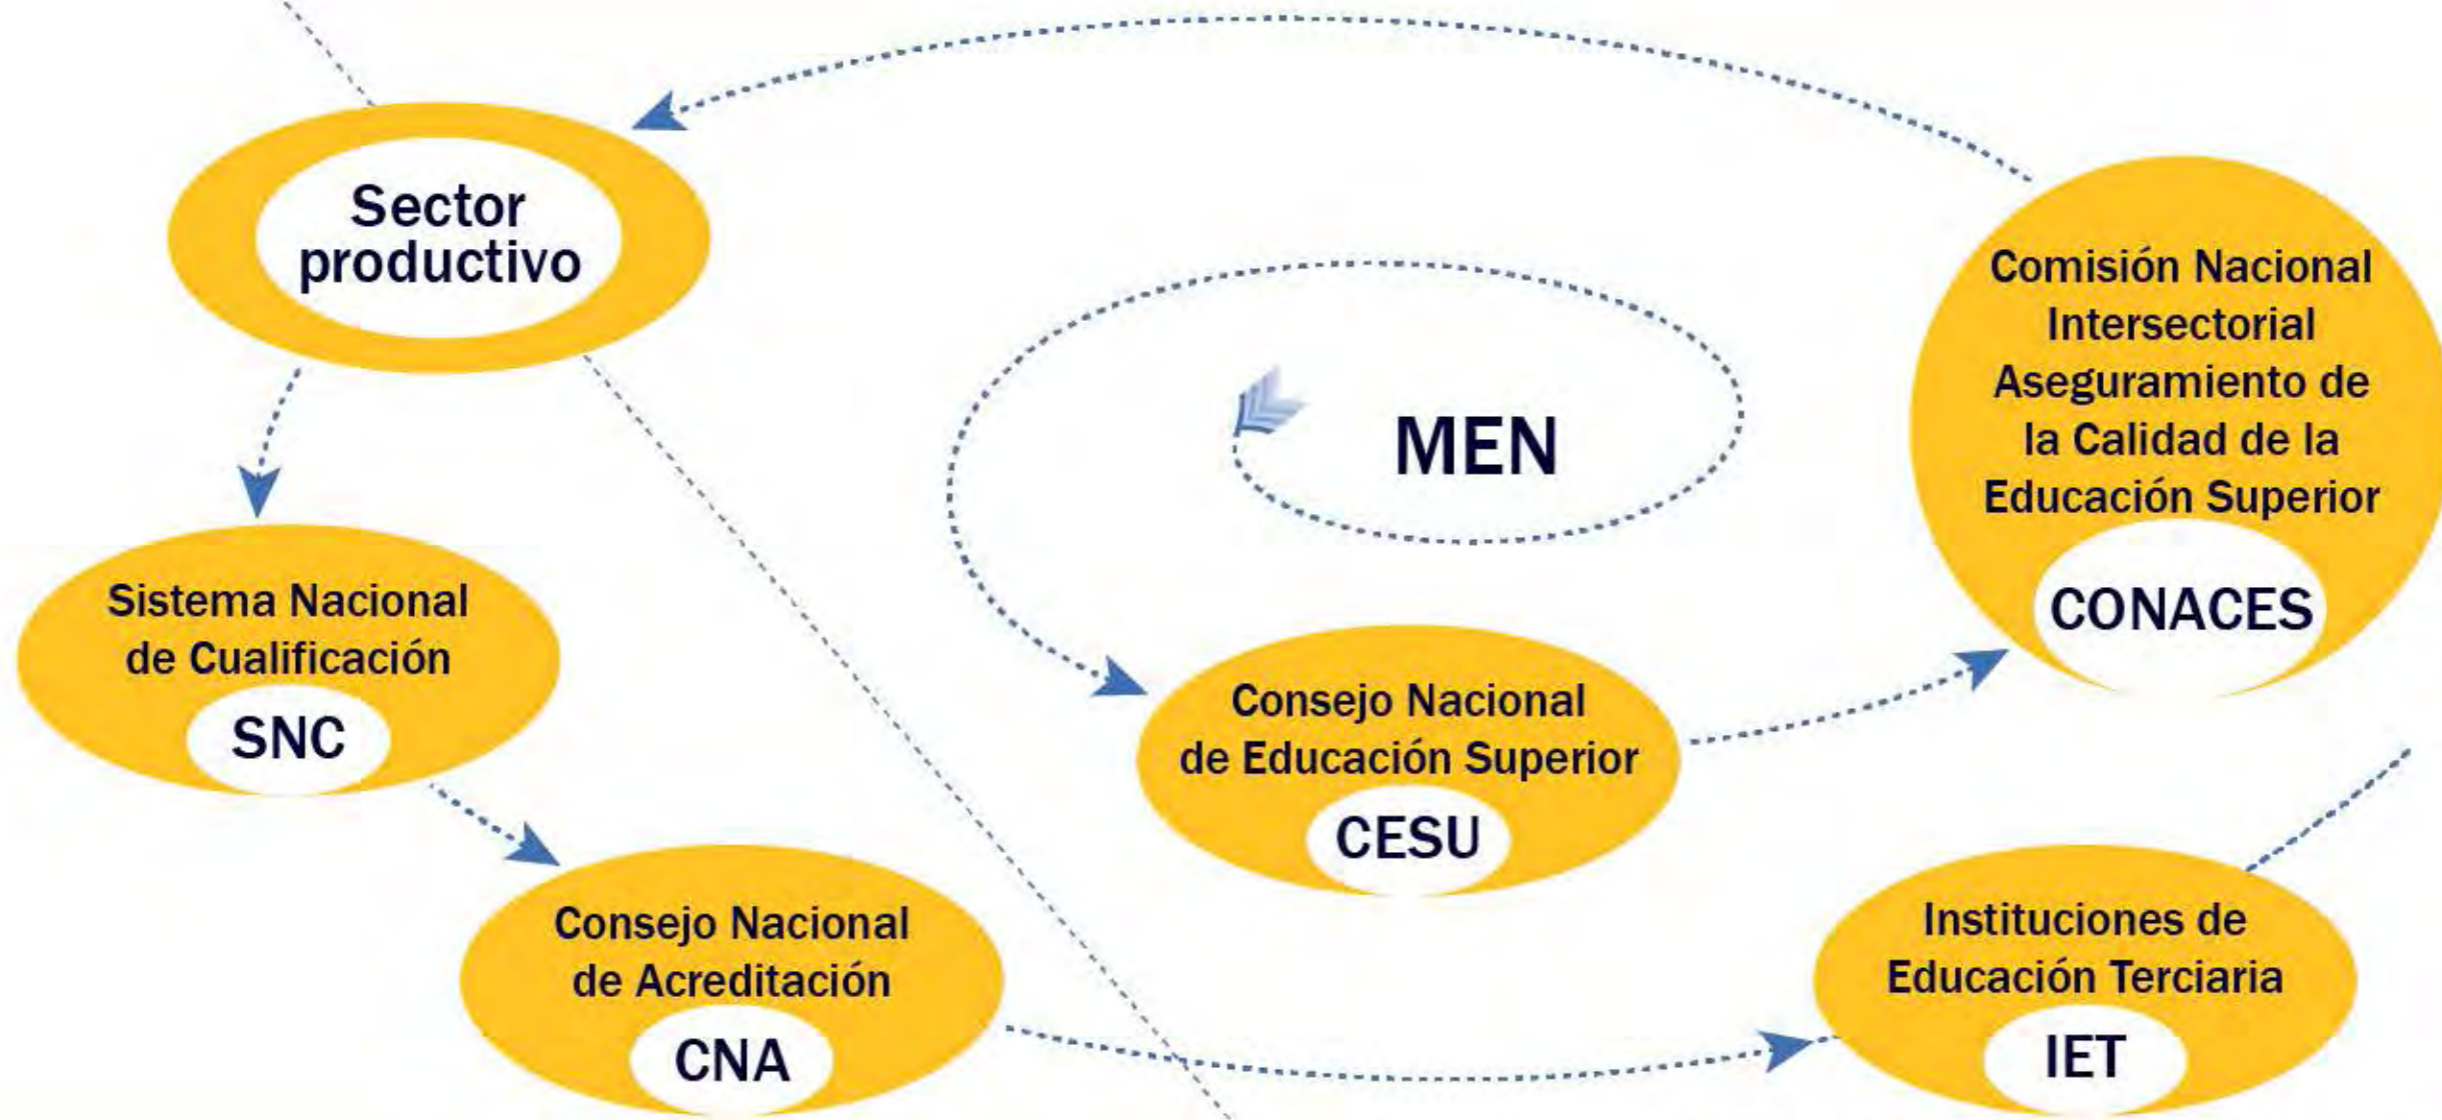 Sector
productivo
Comisión Nacional
Intersectorial
Aseguramiento de
la Calidad de la
Educación Superior
CONACES
MEN
Sistema Nacional
de Cualificación
SNC
Consejo Nacional
de Educación Superior
CESU
Consejo Nacional
de Acreditación
CNA
Instituciones de
Educación Terciaria
IET